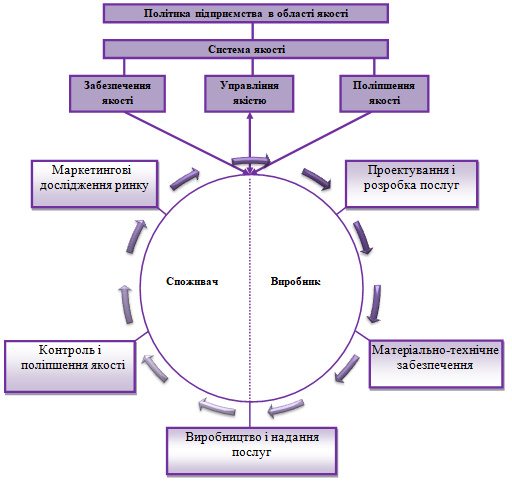 Політика підприємства в області якості
Система якості
Забезпечення
якості
Управління
якістю
Поліпшення
якості
Маркетингові
дослідження ринку
Проектування і
розробка послуг
Споживач
Виробник
Контроль і
поліпшення якості
Матеріально-технічне
забезпечення
Виробництво і надання
послуг